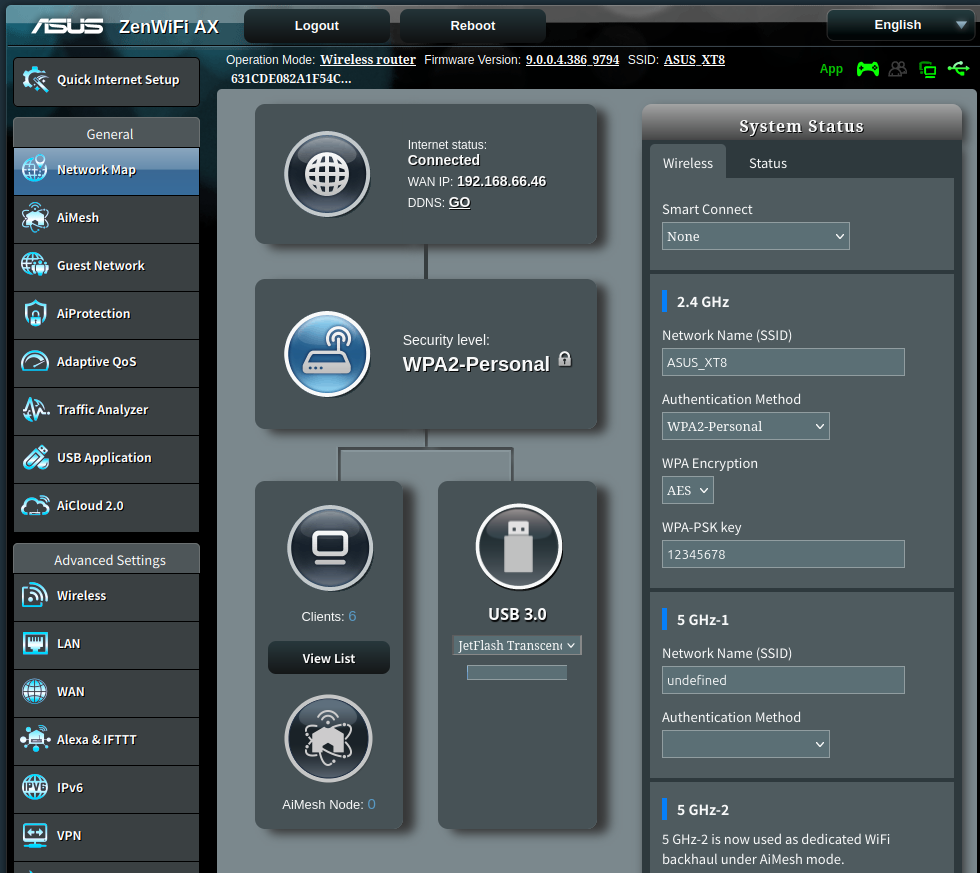 ASUS ZenWiFi AX Logout Reboot English
Operation Mode: Wireless router Firmware Version: 9.0.0.4.386_9794 SSID: ASUS_XT8
631CDE082A1F54C...
App
Quick Internet Setup
General
Network Map
AiMesh
Guest Network
AiProtection
Adaptive QoS
Traffic Analyzer
USB Application
AiCloud 2.0
Advanced Settings
Wireless
LAN
WAN
Alexa & IFTTT
IPv6
VPN
Internet status:
Connected
WAN IP: 192.168.66.46
DDNS: GO
Security level:
WPA2-Personal
Clients: 6
View List
AiMesh Node: 0
USB 3.0
JetFlash Transcen
System Status
Wireless Status
Smart Connect
None
2.4 GHz
Network Name (SSID)
ASUS_XT8
Authentication Method
WPA2-Personal
WPA Encryption
AES
WPA-PSK key
12345678
5 GHz-1
Network Name (SSID)
undefined
Authentication Method
5 GHz-2
5 GHz-2 is now used as dedicated WiFi
backhaul under AiMesh mode.